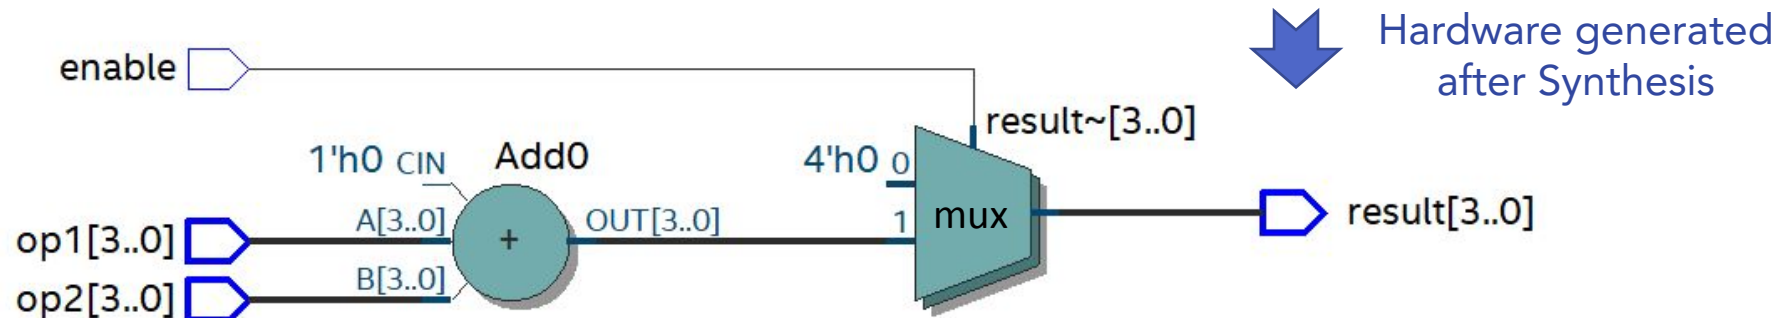 Hardware generated
after Synthesis
enable
result~[3..0]
1'h0 CIN
Add0
4'h0 0
A[3..0]
OUT[3..0]
1
mux
result[3..0]
op1[3..0]
+
B[3..0]
op2[3..0]